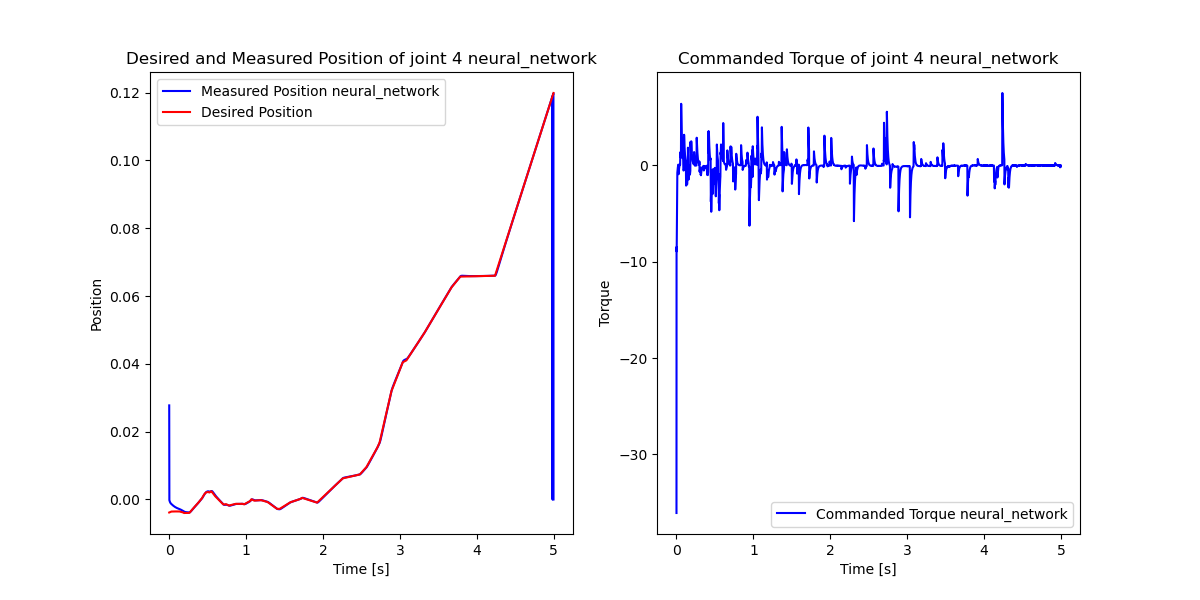 Desired and Measured Position of joint 4 neural_network
Measured Position neural_network
Desired Position
0.12
0.10
0.08
0.06
0.04
0.02
0.00
Position
0
1
2
3
4
5
Time [s]
Commanded Torque of joint 4 neural_network
0
−10
−20
−30
Torque
Commanded Torque neural_network
0
1
2
3
4
5
Time [s]